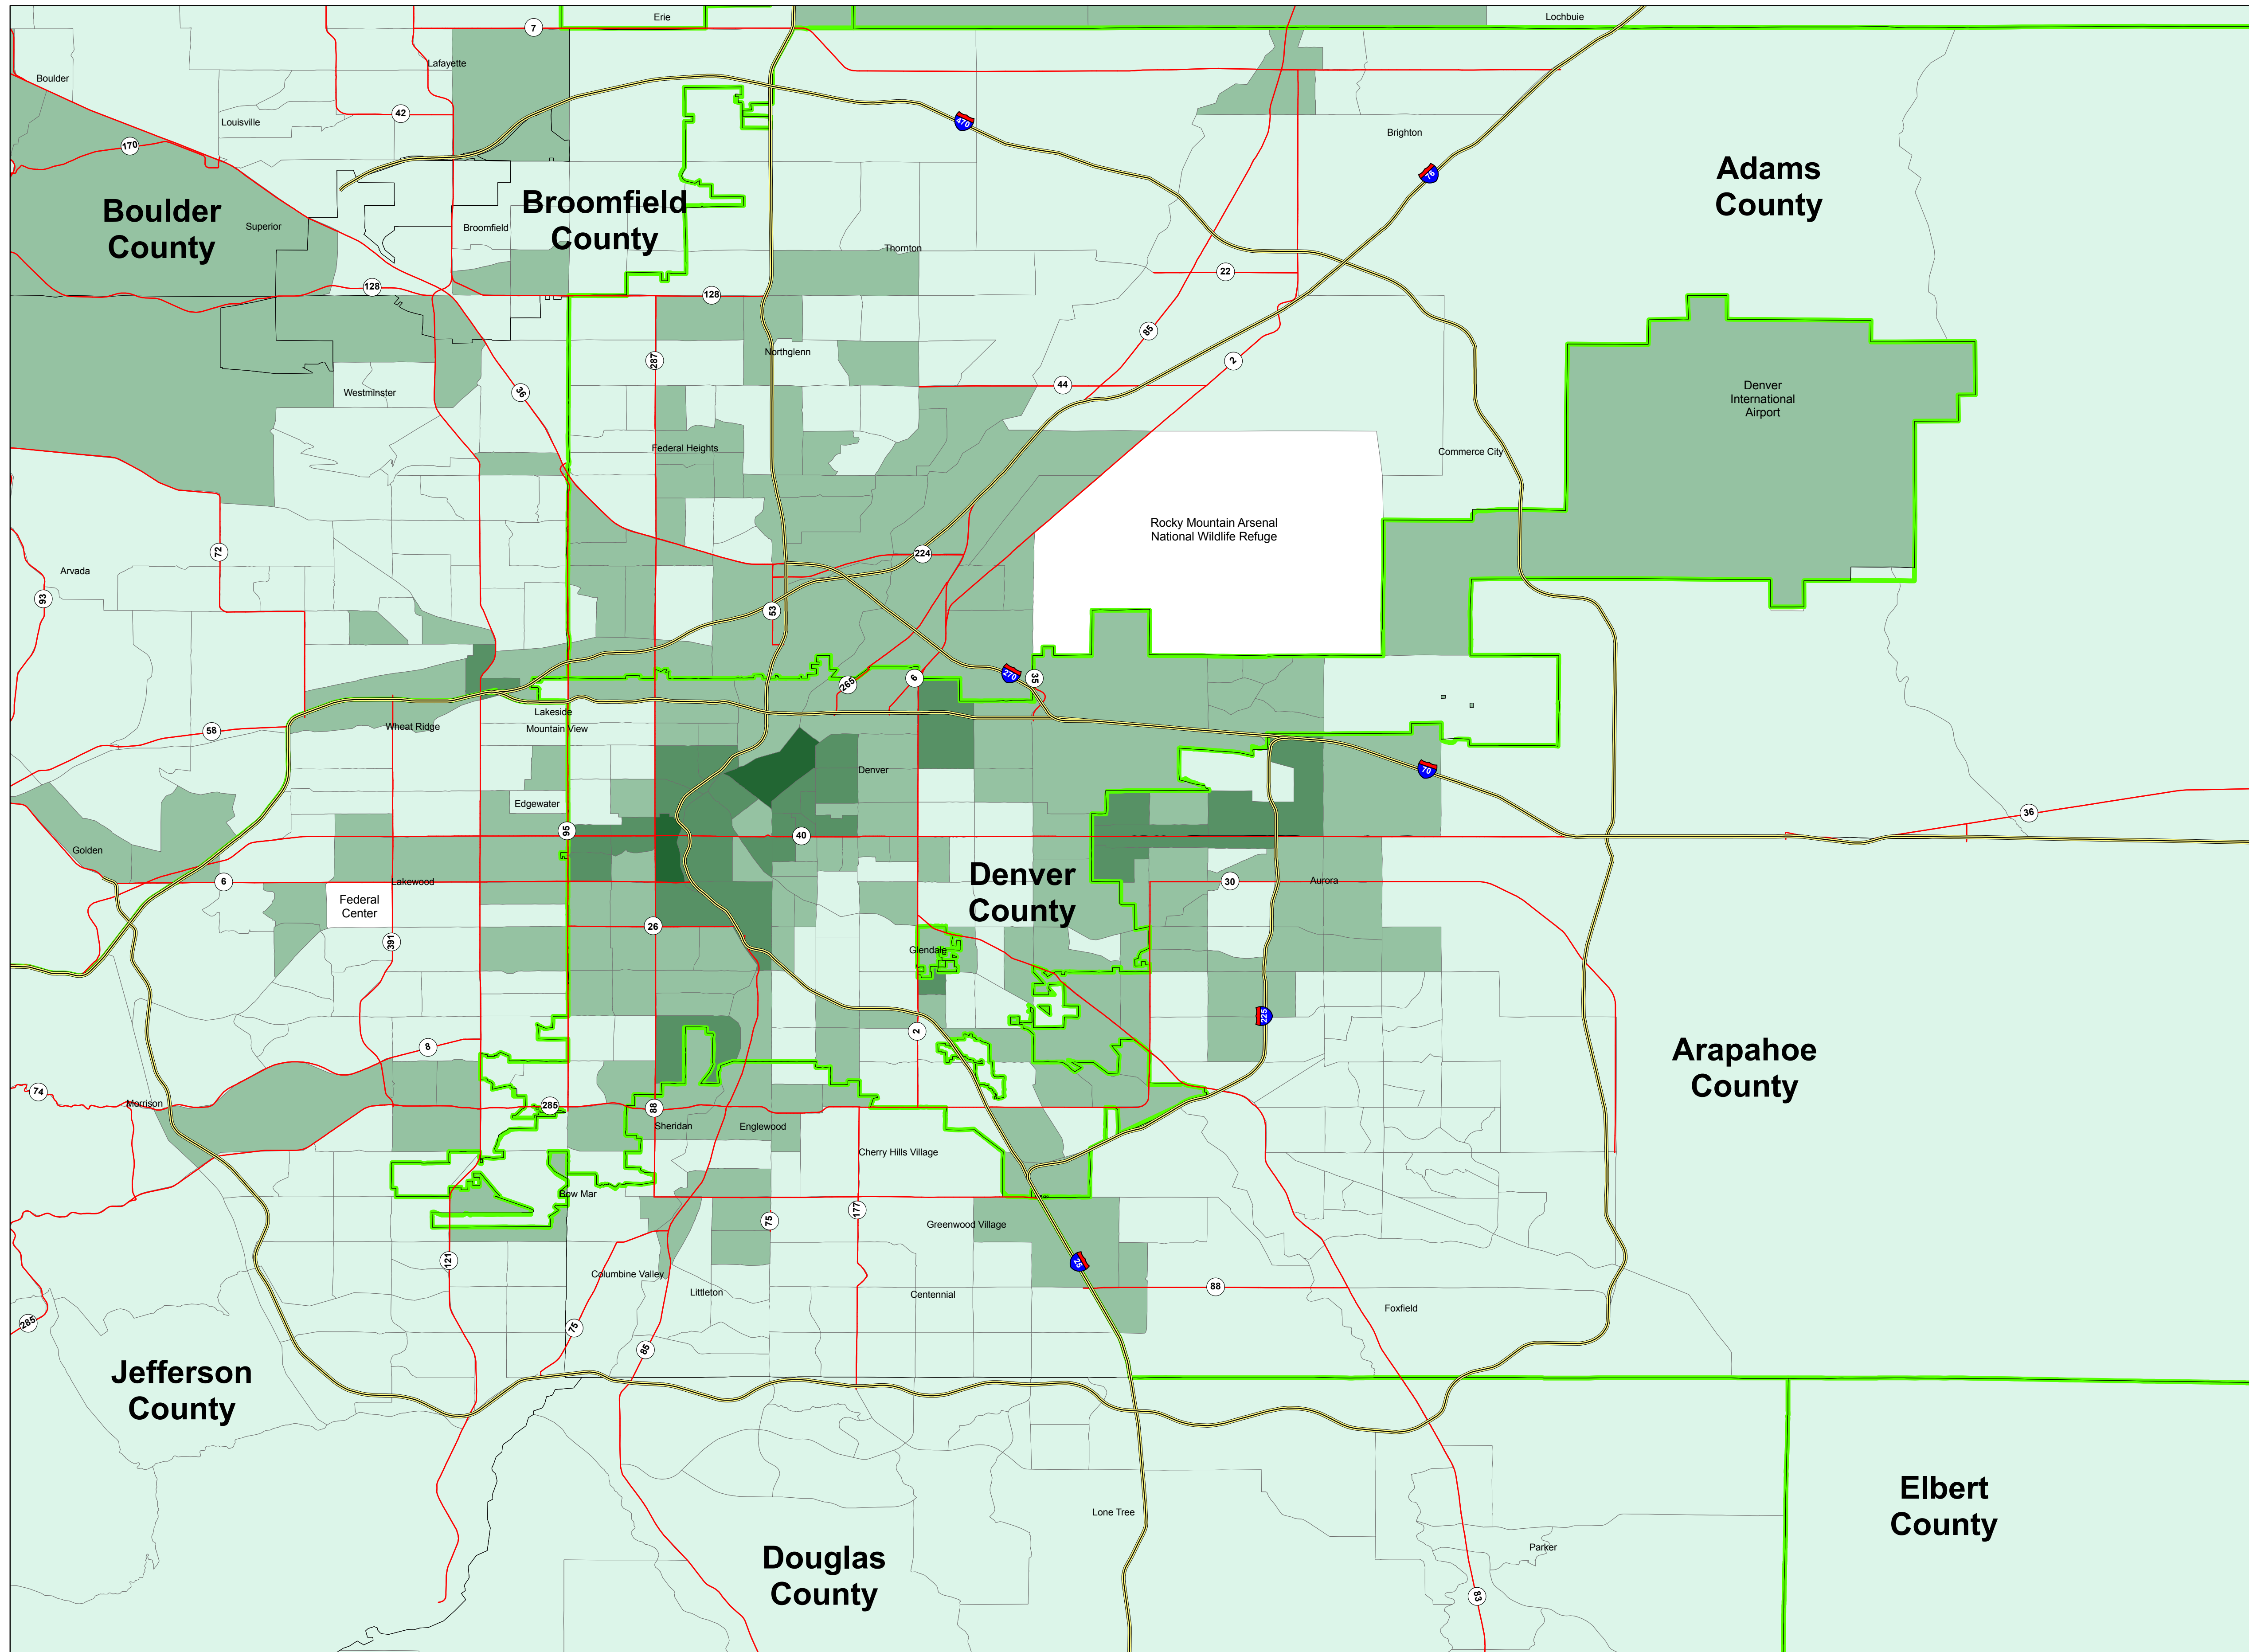 Erie
Lochbuie
7
Lafayette
Boulder
42
Louisville
470
Brighton
170
76
Adams
County
Boulder
County
Broomfield
County
Superior
Broomfield
Thornton
22
128
128
85
Northglenn
287
2
44
36
Westminster
Denver
International
Airport
Federal Heights
Commerce City
Rocky Mountain Arsenal
National Wildlife Refuge
72
224
Arvada
93
53
270
35
6
265
Lakeside
Wheat Ridge
Mountain View
58
Denver
70
Edgewater
36
95
40
Golden
Denver
County
6
Lakewood
30
Aurora
Federal
Center
26
391
Glendale
225
2
8
Arapahoe
County
74
Morrison
285
88
Sheridan
Englewood
Cherry Hills Village
Bow Mar
177
75
Greenwood Village
121
25
Columbine Valley
88
Littleton
Centennial
Foxfield
285
75
85
Jefferson
County
Elbert
County
Lone Tree
Parker
Douglas
County
83